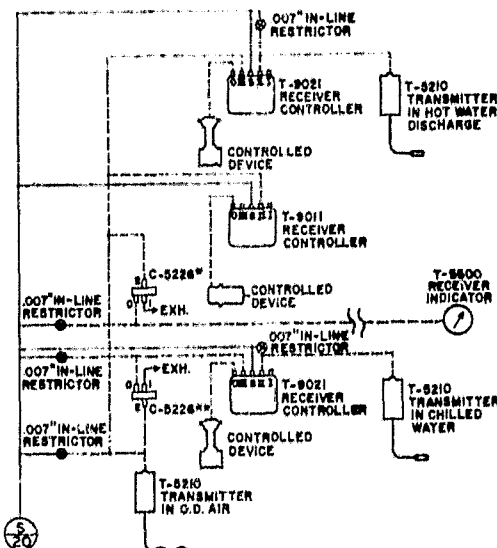 .007" IN-LINE
RESTRICTOR
T-9021
RECEIVER
CONTROLLER
T-5210
TRANSMITTER
IN HOT WATER
DISCHARGE
CONTROLLED
DEVICE
T-9011
RECEIVER
CONTROLLER
C-5226*
EXH.
CONTROLLED
DEVICE
T-5500
RECEIVER
INDICATOR
.007" IN-LINE
RESTRICTOR
.007" IN-LINE
RESTRICTOR
.007" IN-LINE
RESTRICTOR
EXH.
C-5226**
T-9021
RECEIVER
CONTROLLER
T-5210
TRANSMITTER
IN CHILLED
WATER
.007" IN-LINE
RESTRICTOR
CONTROLLED
DEVICE
T-5210
TRANSMITTER
IN O.D. AIR
S
20